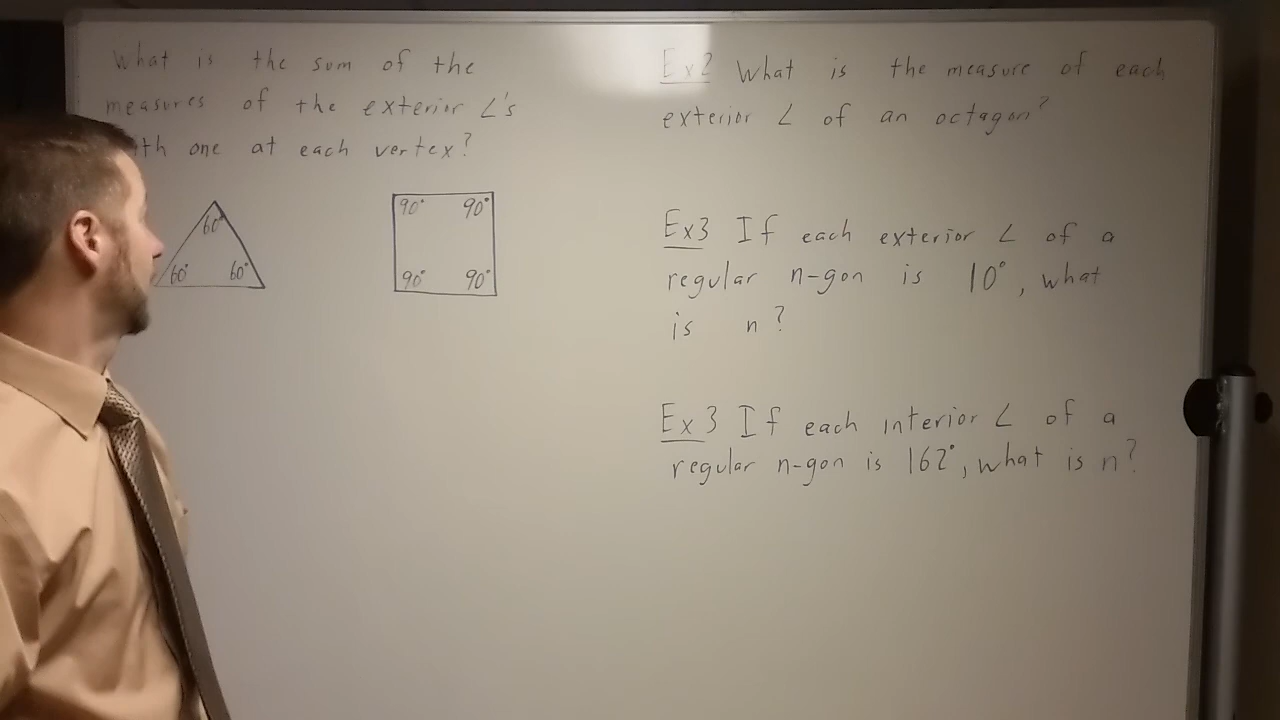 What is the sum of the
measures of the exterior ∠'s
one at each vertex?
60°
60° 60°
90° 90°
90° 90°
Ex2 What is the measure of each
exterior ∠ of an octagon?
Ex3 If each exterior ∠ of a
regular n-gon is 10°, what
is n?
Ex3 If each interior ∠ of a
regular n-gon is 162°, what is n?